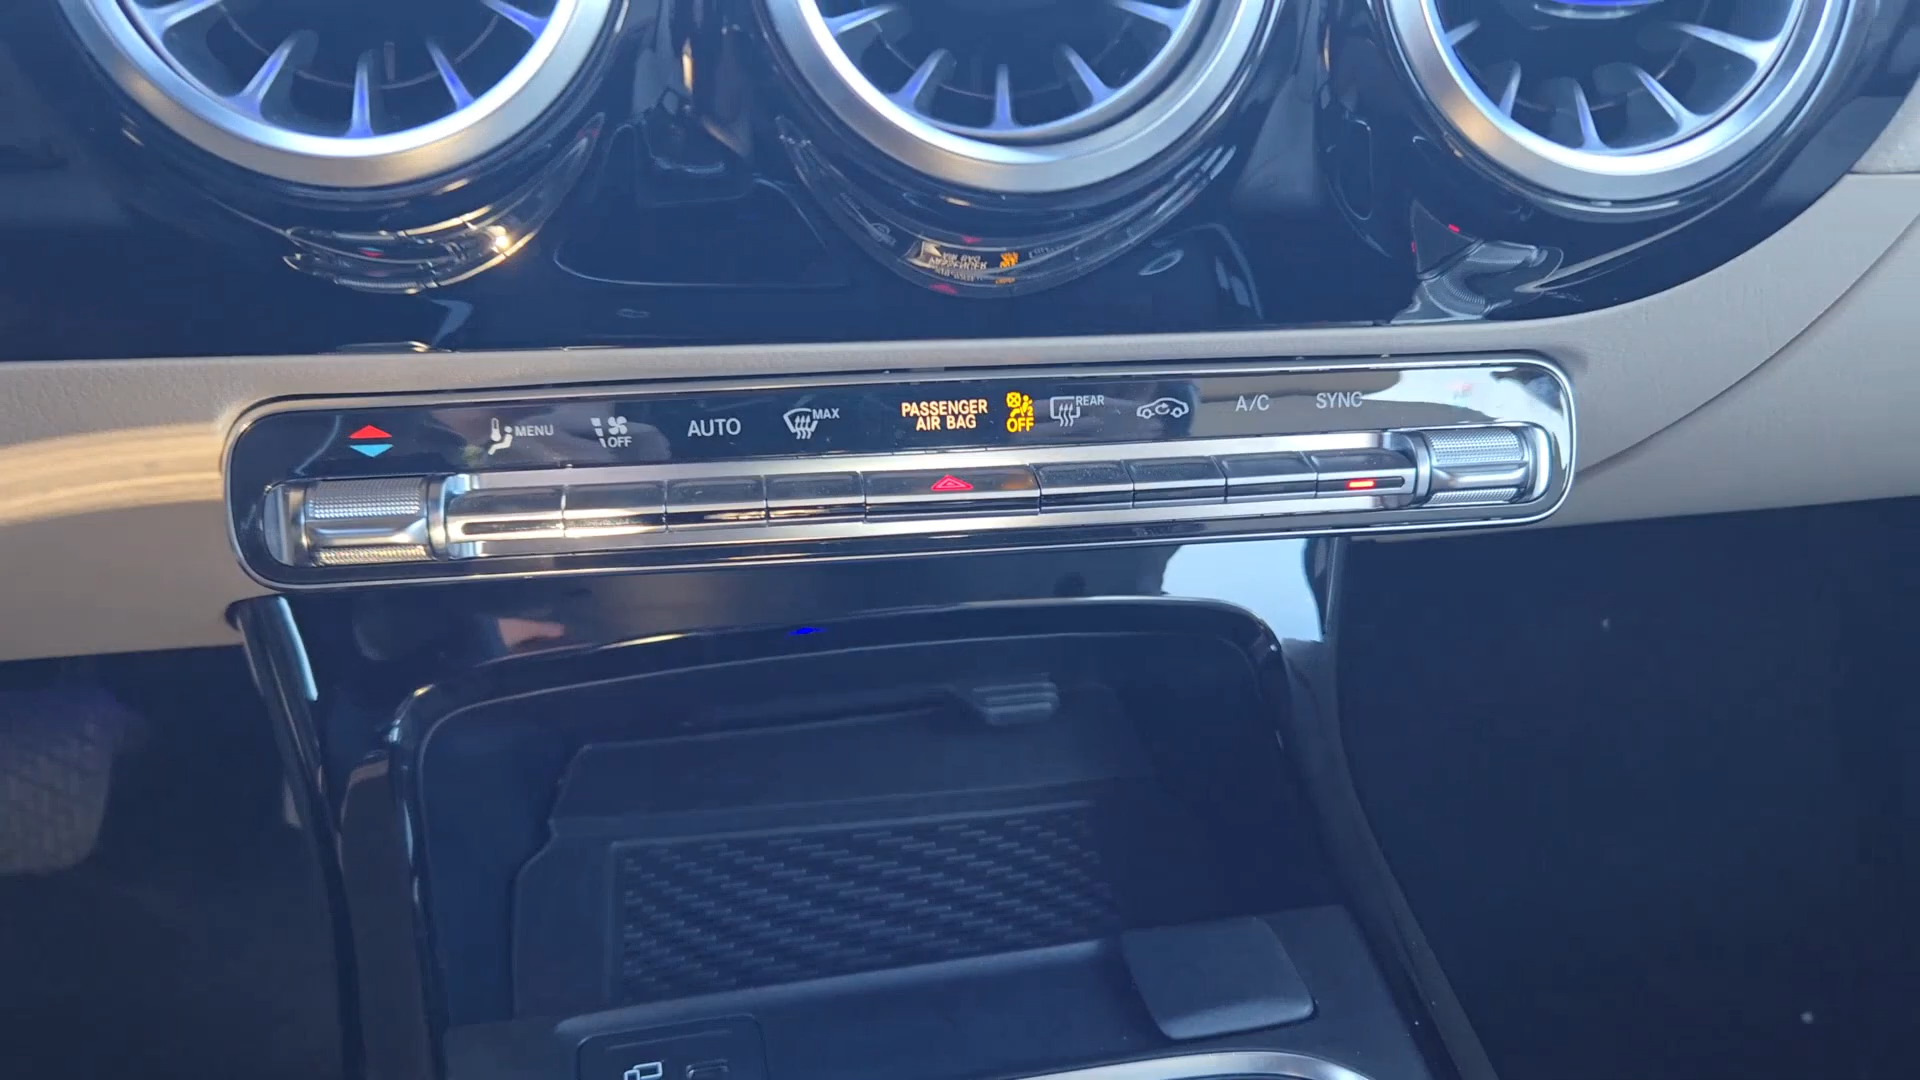 MENU
OFF
AUTO
MAX
PASSENGER
AIR BAG
OFF
REAR
A/C
SYNC